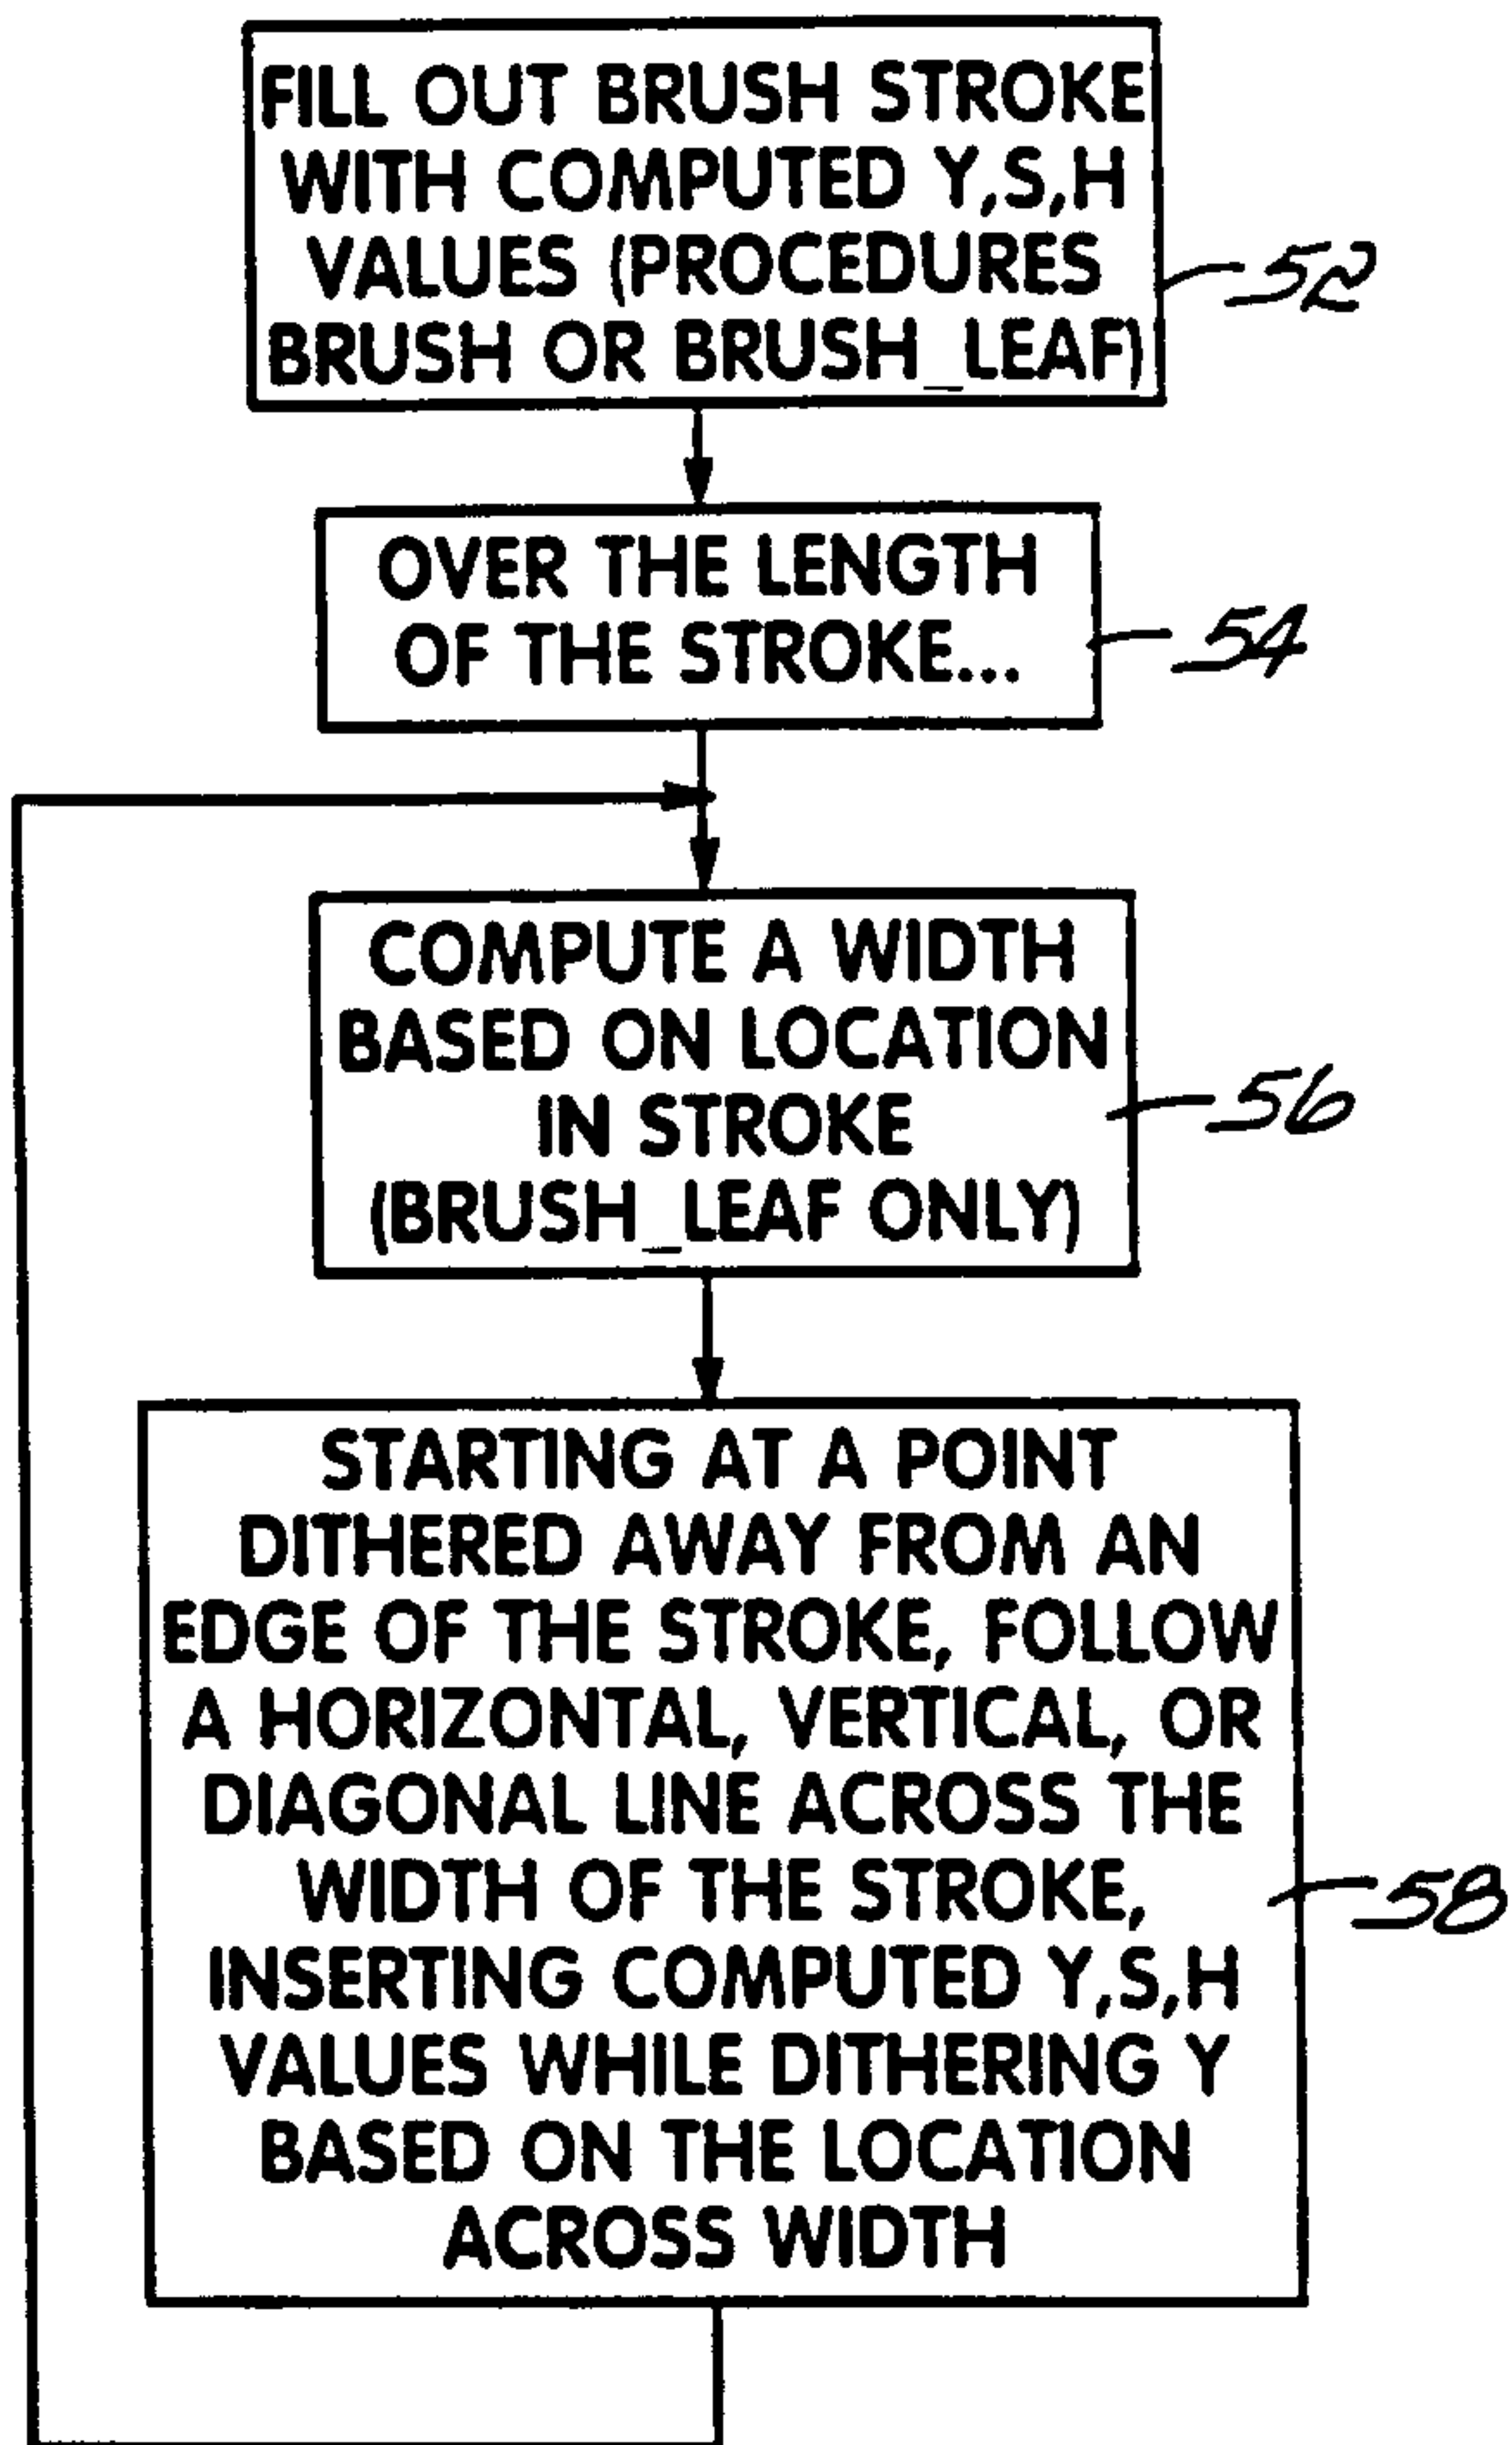 FILL OUT BRUSH STROKE
WITH COMPUTED Y,S,H
VALUES (PROCEDURES
BRUSH OR BRUSH_LEAF)
52
OVER THE LENGTH
OF THE STROKE...
54
COMPUTE A WIDTH
BASED ON LOCATION
IN STROKE
(BRUSH_LEAF ONLY)
56
STARTING AT A POINT
DITHERED AWAY FROM AN
EDGE OF THE STROKE, FOLLOW
A HORIZONTAL, VERTICAL, OR
DIAGONAL LINE ACROSS THE
WIDTH OF THE STROKE,
INSERTING COMPUTED Y,S,H
VALUES WHILE DITHERING Y
BASED ON THE LOCATION
ACROSS WIDTH
58